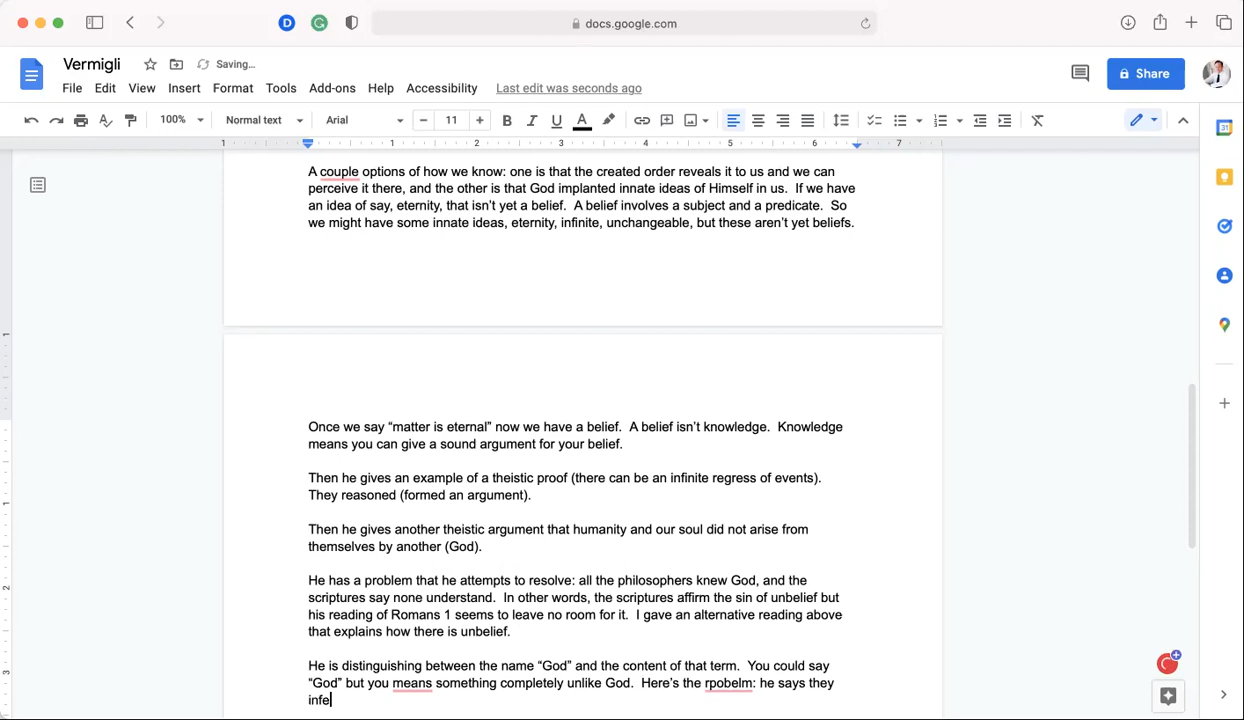 docs.google.com
Vermigli
Saving...
File Edit View Insert Format Tools Add-ons Help Accessibility Last edit was seconds ago
Share
100% Normal text Arial 11
1 1 2 3 4 5 6 7
A couple options of how we know: one is that the created order reveals it to us and we can
perceive it there, and the other is that God implanted innate ideas of Himself in us. If we have
an idea of say, eternity, that isn't yet a belief. A belief involves a subject and a predicate. So
we might have some innate ideas, eternity, infinite, unchangeable, but these aren't yet beliefs.
Once we say “matter is eternal” now we have a belief. A belief isn't knowledge. Knowledge
means you can give a sound argument for your belief.
Then he gives an example of a theistic proof (there can be an infinite regress of events).
They reasoned (formed an argument).
Then he gives another theistic argument that humanity and our soul did not arise from
themselves by another (God).
He has a problem that he attempts to resolve: all the philosophers knew God, and the
scriptures say none understand. In other words, the scriptures affirm the sin of unbelief but
his reading of Romans 1 seems to leave no room for it. I gave an alternative reading above
that explains how there is unbelief.
He is distinguishing between the name “God” and the content of that term. You could say
“God” but you means something completely unlike God. Here's the rpobelm: he says they
infe